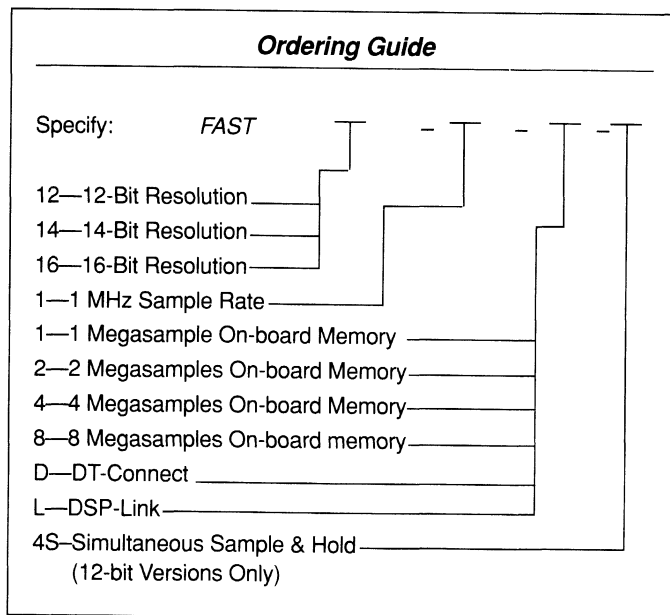 Ordering Guide
Specify: FAST – – –
12—12-Bit Resolution
14—14-Bit Resolution
16—16-Bit Resolution
1—1 MHz Sample Rate
1—1 Megasample On-board Memory
2—2 Megasamples On-board Memory
4—4 Megasamples On-board Memory
8—8 Megasamples On-board memory
D—DT-Connect
L—DSP-Link
4S–Simultaneous Sample & Hold
(12-bit Versions Only)